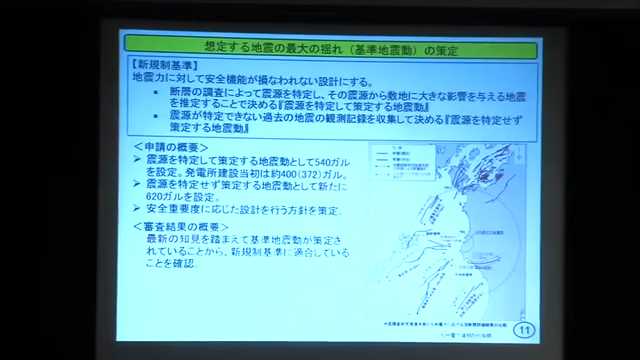 想定する地震の最大の揺れ（基準地震動）の策定
【新規制基準】
地震力に対して安全機能が損なわれない設計にする。
▪ 断層の調査によって震源を特定し、その震源から敷地に大きな影響を与える地震
を推定することで決める『震源を特定して策定する地震動』
▪ 震源が特定できない過去の地震の観測記録を収集して決める『震源を特定せず
策定する地震動』
＜申請の概要＞
➢ 震源を特定して策定する地震動として540ガル
を設定。発電所建設当初は約400（372）ガル。
➢ 震源を特定せず策定する地震動として新たに
620ガルを設定。
➢ 安全重要度に応じた設計を行う方針を策定。
＜審査結果の概要＞
最新の知見を踏まえて基準地震動が策定さ
れていることから、新規制基準に適合している
ことを確認。
11